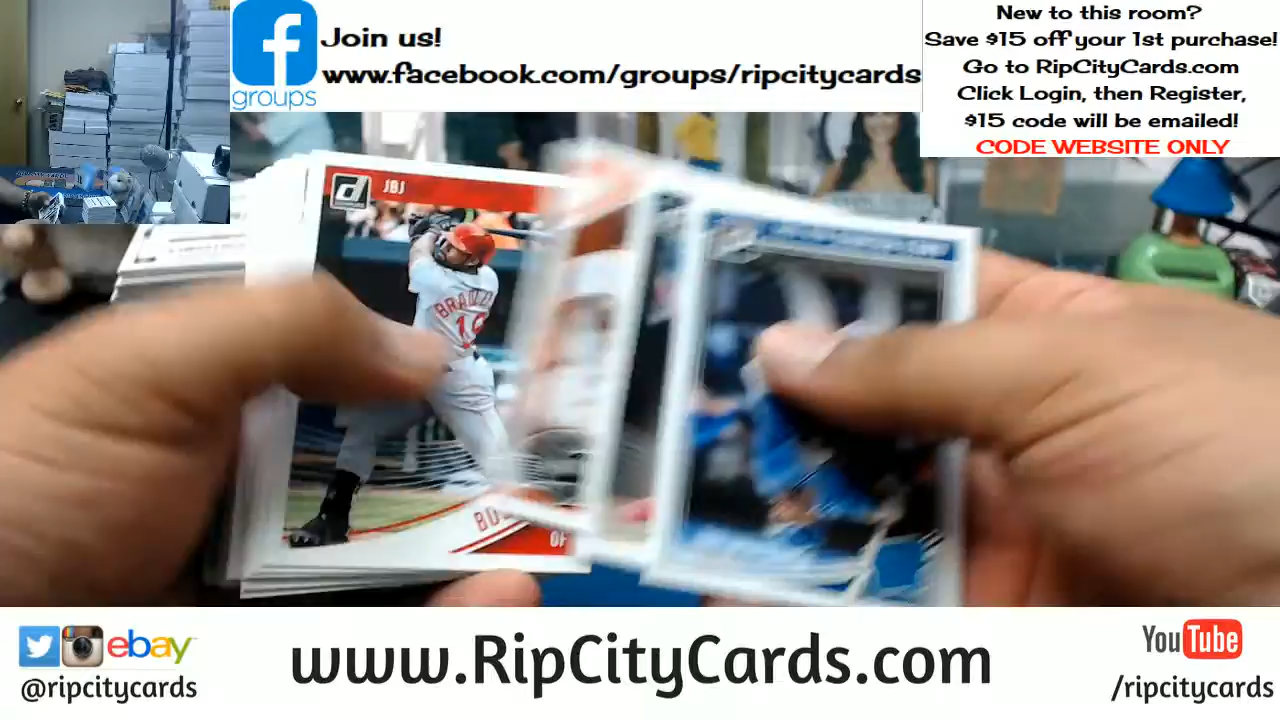 f
groups
Join us!
www.facebook.com/groups/ripcitycards
New to this room?
Save $15 off your 1st purchase!
Go to RipCityCards.com
Click Login, then Register,
$15 code will be emailed!
CODE WEBSITE ONLY
d
JBJ
19
ebay
@ripcitycards
www.RipCityCards.com
YouTube
/ripcitycards